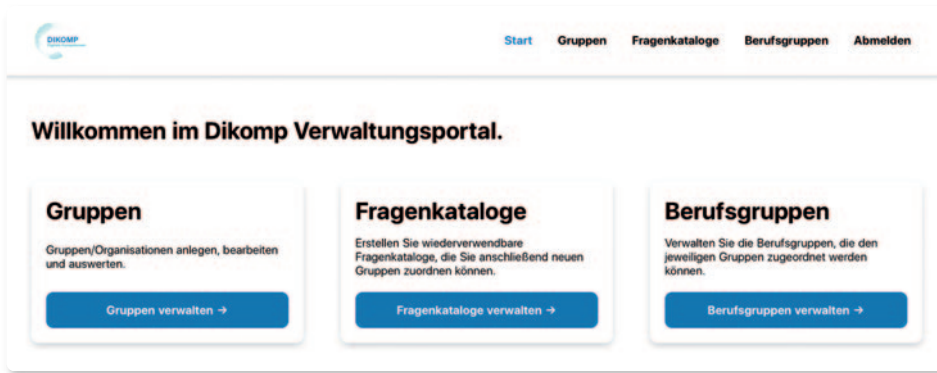 DIKOMP
Start Gruppen Fragenkataloge Berufsgruppen Abmelden
Willkommen im Dikomp Verwaltungsportal.
Gruppen
Gruppen/Organisationen anlegen, bearbeiten
und auswerten.
Gruppen verwalten →
Fragenkataloge
Erstellen Sie wiederverwendbare
Fragenkataloge, die Sie anschließend neuen
Gruppen zuordnen können.
Fragenkataloge verwalten →
Berufsgruppen
Verwalten Sie die Berufsgruppen, die den
jeweiligen Gruppen zugeordnet werden
können.
Berufsgruppen verwalten →